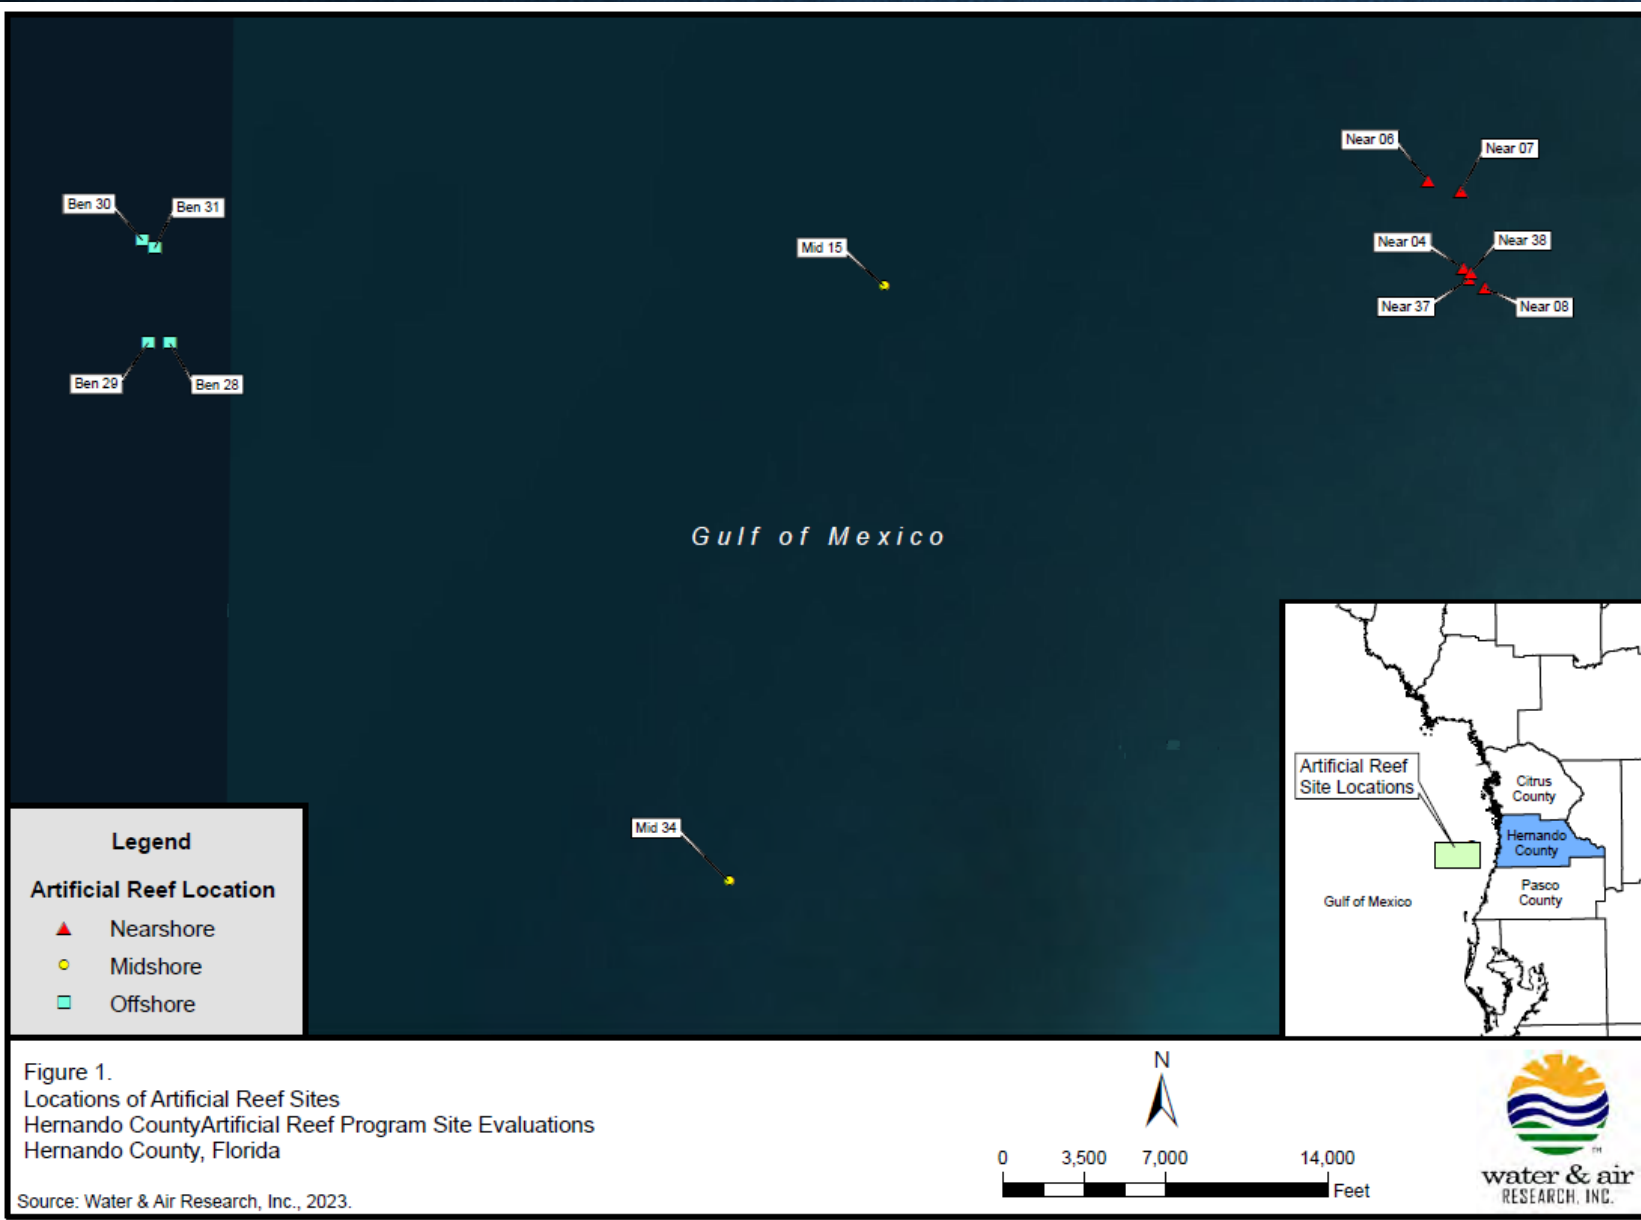 Near 06
Near 07
Ben 30
Ben 31
Near 04
Near 38
Mid 15
Near 37
Near 08
Ben 29
Ben 28
Gulf of Mexico
Mid 34
Artificial Reef
Site Locations
Citrus
County
Hernando
County
Pasco
County
Gulf of Mexico
Legend
Artificial Reef Location
Nearshore
Midshore
Offshore
Figure 1.
Locations of Artificial Reef Sites
Hernando CountyArtificial Reef Program Site Evaluations
Hernando County, Florida
Source: Water & Air Research, Inc., 2023.
N
0 3,500 7,000 14,000
Feet
TM
water & air
RESEARCH, INC.